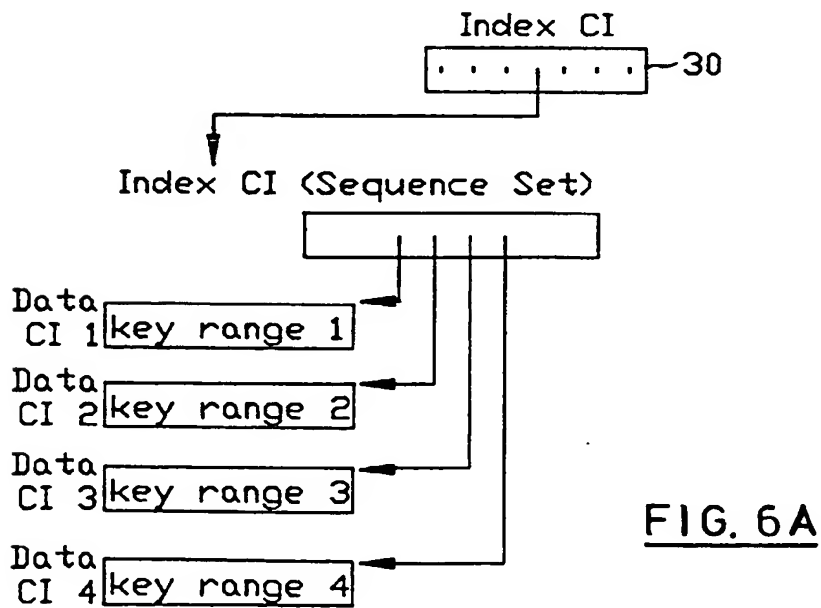 Index CI
30
Index CI (Sequence Set)
Data
CI 1 key range 1
Data
CI 2 key range 2
Data
CI 3 key range 3
Data
CI 4 key range 4
FIG. 6A